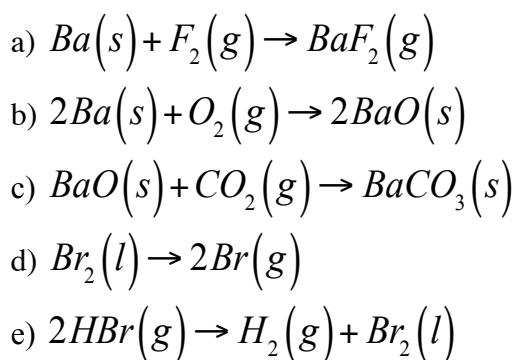 a) Ba(s)+F₂(g)→BaF₂(g)
b) 2Ba(s)+O₂(g)→2BaO(s)
c) BaO(s)+CO₂(g)→BaCO₃(s)
d) Br₂(l)→2Br(g)
e) 2HBr(g)→H₂(g)+Br₂(l)